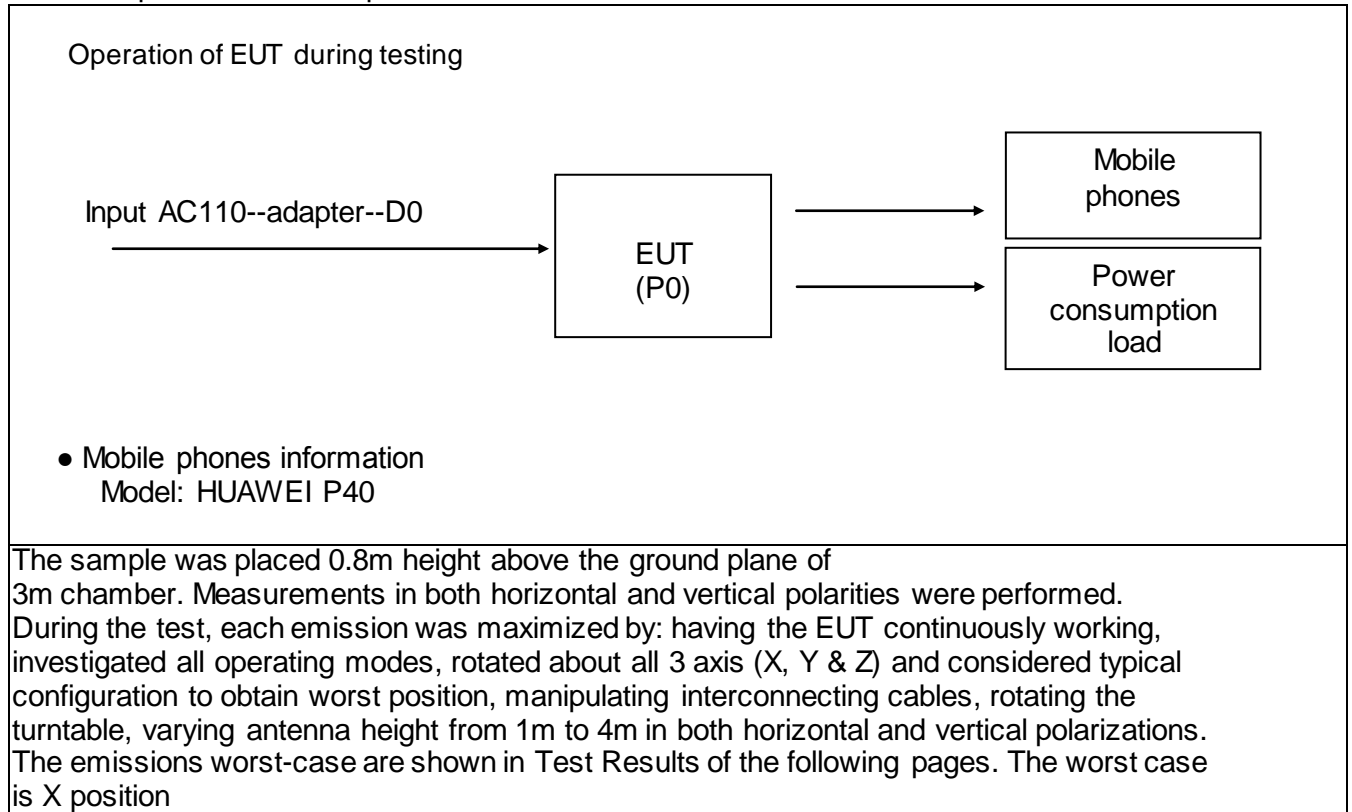 Operation of EUT during testing
Input AC110--adapter--D0
EUT
(P0)
Mobile
phones
Power
consumption
load
● Mobile phones information
Model: HUAWEI P40
The sample was placed 0.8m height above the ground plane of
3m chamber. Measurements in both horizontal and vertical polarities were performed.
During the test, each emission was maximized by: having the EUT continuously working,
investigated all operating modes, rotated about all 3 axis (X, Y & Z) and considered typical
configuration to obtain worst position, manipulating interconnecting cables, rotating the
turntable, varying antenna height from 1m to 4m in both horizontal and vertical polarizations.
The emissions worst-case are shown in Test Results of the following pages. The worst case
is X position